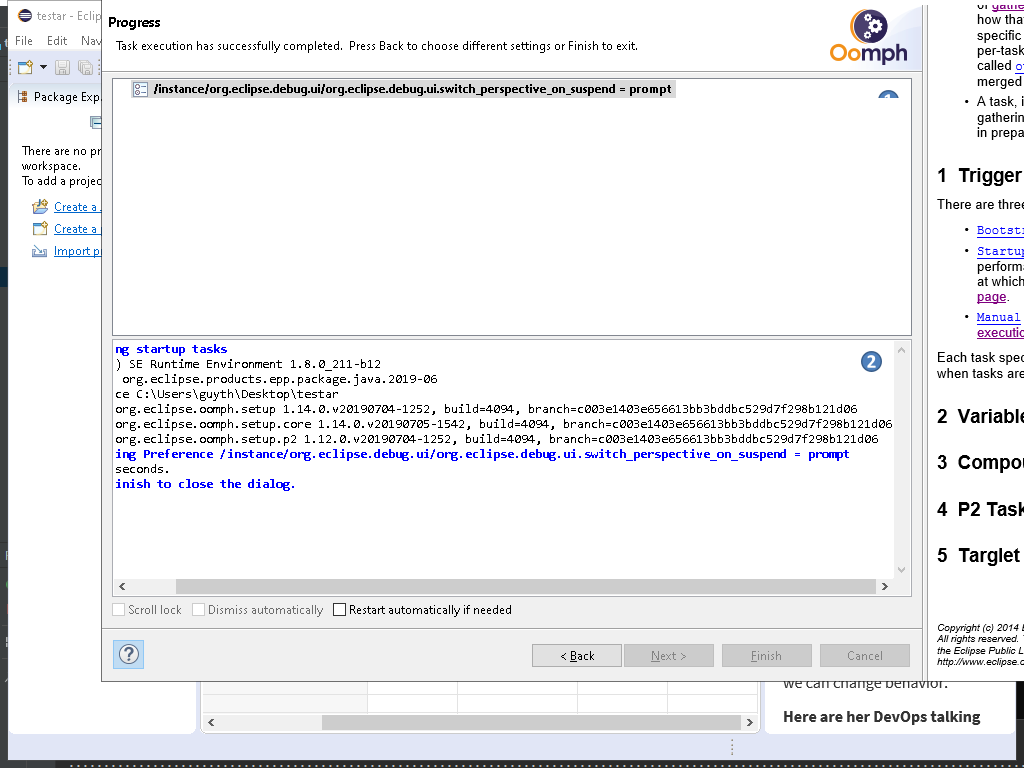 testar - Eclip
File Edit Nav
Package Exp
There are no pr
workspace.
To add a projec
Create a
Create a
Import p
Progress
Task execution has successfully completed. Press Back to choose different settings or Finish to exit.
Oomph
/instance/org.eclipse.debug.ui/org.eclipse.debug.ui.switch_perspective_on_suspend = prompt
ng startup tasks
) SE Runtime Environment 1.8.0_211-b12
org.eclipse.products.epp.package.java.2019-06
ce C:\Users\guyth\Desktop\testar
org.eclipse.oomph.setup 1.14.0.v20190704-1252, build=4094, branch=c003e1403e656613bb3bddbc529d7f298b121d06
org.eclipse.oomph.setup.core 1.14.0.v20190705-1542, build=4094, branch=c003e1403e656613bb3bddbc529d7f298b121d06
org.eclipse.oomph.setup.p2 1.12.0.v20190704-1252, build=4094, branch=c003e1403e656613bb3bddbc529d7f298b121d06
ing Preference /instance/org.eclipse.debug.ui/org.eclipse.debug.ui.switch_perspective_on_suspend = prompt
seconds.
inish to close the dialog.
2
Scroll lock Dismiss automatically Restart automatically if needed
?
< Back Next > Finish Cancel
of gathe
how that
specific
per-task
called o
merged
• A task, i
gatherin
in prepa
1 Trigger
There are three
• Bootstr
• Startup
performa
at which
page.
• Manual
executio
Each task spec
when tasks are
2 Variable
3 Compou
4 P2 Task
5 Targlet
Copyright (c) 2014 E
All rights reserved. T
the Eclipse Public L
http://www.eclipse.o
we can change behavior.
Here are her DevOps talking